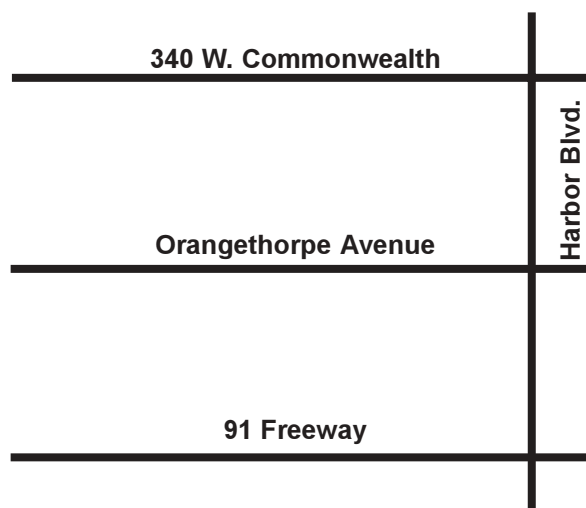 340 W. Commonwealth
Harbor Blvd.
Orangethorpe Avenue
91 Freeway